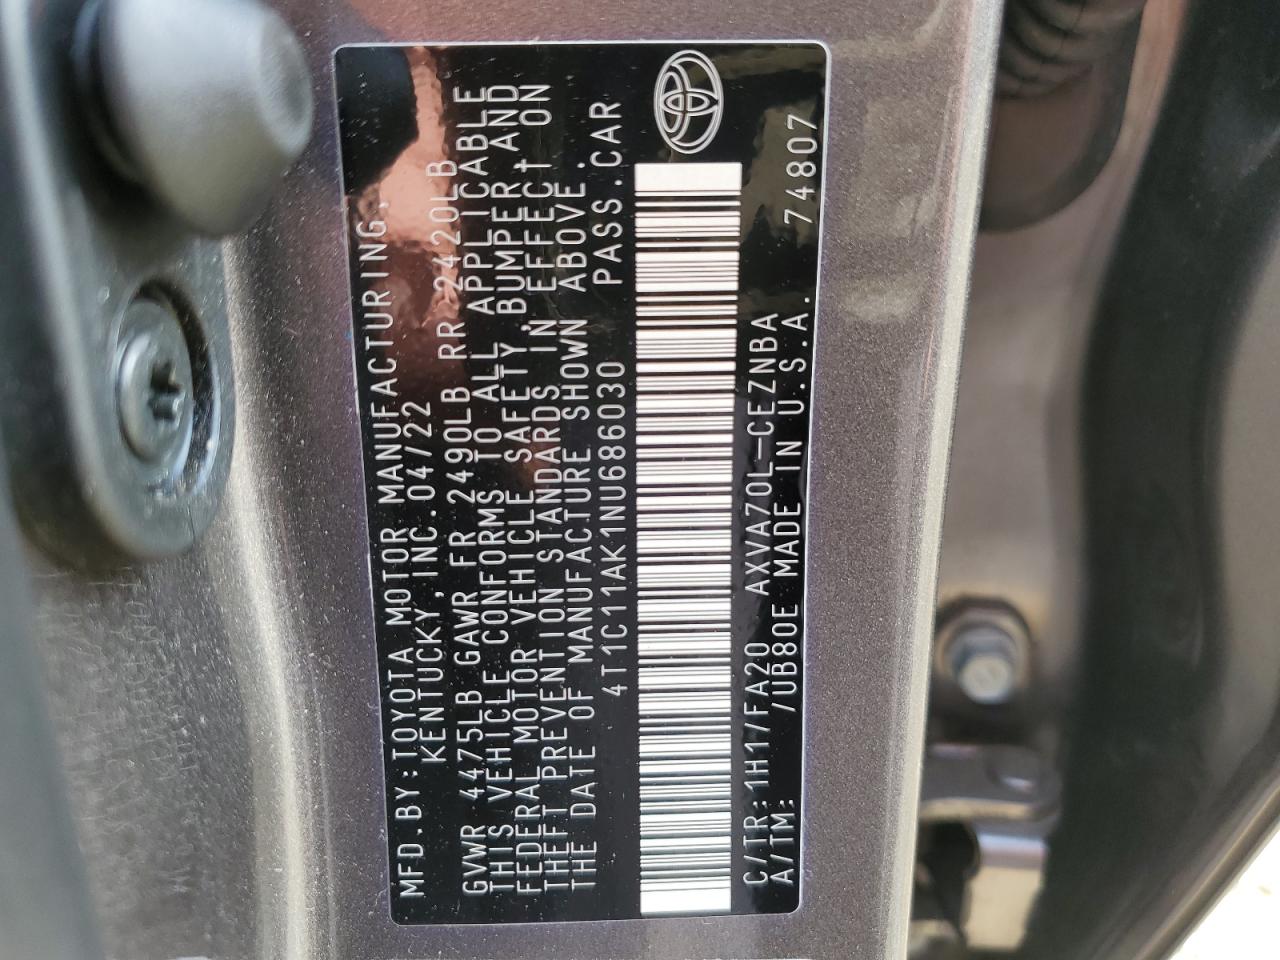 MFD.BY:TOYOTA MOTOR MANUFACTURING,
KENTUCKY,INC.04/22
GVWR 4475LB GAWR FR 2490LB RR 2420LB
THIS VEHICLE CONFORMS TO ALL APPLICABLE
FEDERAL MOTOR VEHICLE SAFETY,BUMPER,AND
THEFT PREVENTION STANDARDS IN EFFECT ON
THE DATE OF MANUFACTURE SHOWN ABOVE.
4T1C11AK1NU686030 PASS.CAR
C/TR:1H17/FA20 AXVA70L-CEZNBA
A/TM: /UB80E MADE IN U.S.A. 74807